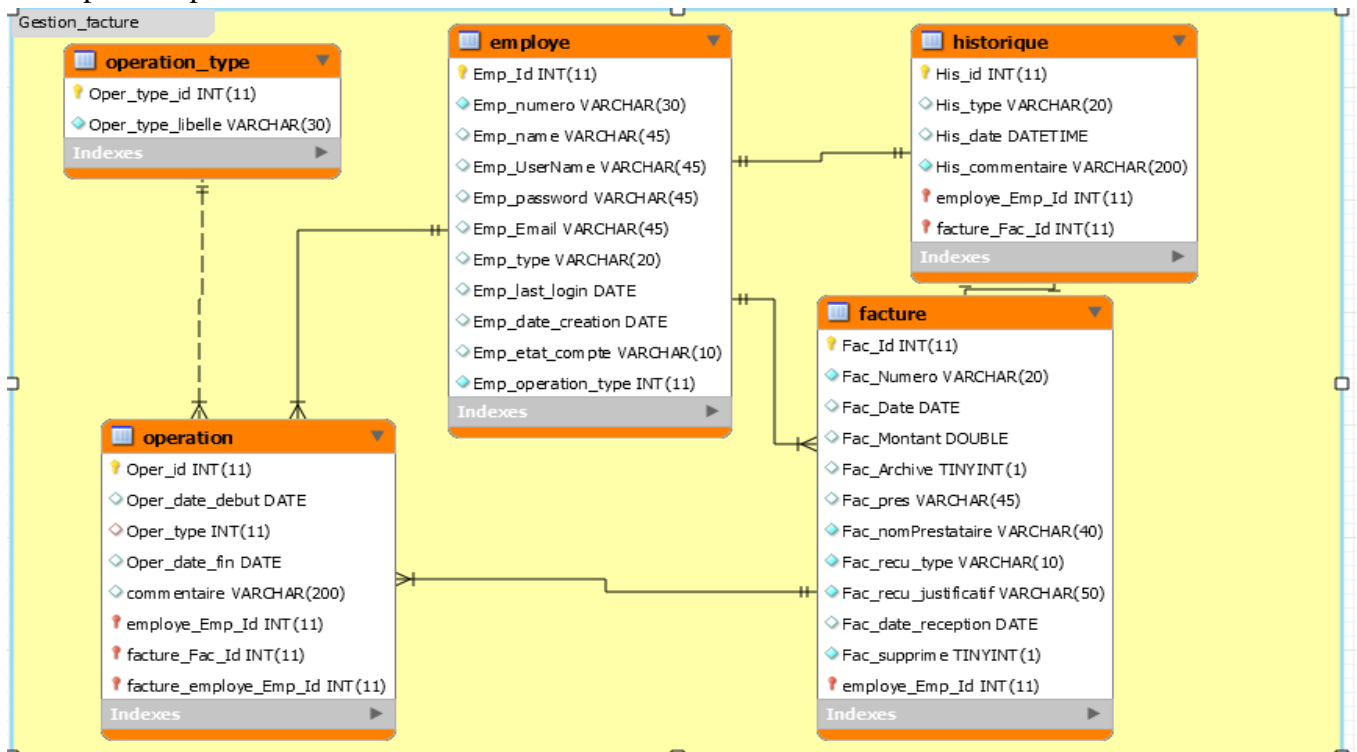 Gestion_facture
operation_type
Oper_type_id INT(11)
Oper_type_libelle VARCHAR(30)
Indexes
employe
Emp_Id INT(11)
Emp_numero VARCHAR(30)
Emp_name VARCHAR(45)
Emp_UserName VARCHAR(45)
Emp_password VARCHAR(45)
Emp_Email VARCHAR(45)
Emp_type VARCHAR(20)
Emp_last_login DATE
Emp_date_creation DATE
Emp_etat_compte VARCHAR(10)
Emp_operation_type INT(11)
Indexes
historique
His_id INT(11)
His_type VARCHAR(20)
His_date DATETIME
His_commentaire VARCHAR(200)
employe_Emp_Id INT(11)
facture_Fac_Id INT(11)
Indexes
operation
Oper_id INT(11)
Oper_date_debut DATE
Oper_type INT(11)
Oper_date_fin DATE
commentaire VARCHAR(200)
employe_Emp_Id INT(11)
facture_Fac_Id INT(11)
facture_employe_Emp_Id INT(11)
Indexes
facture
Fac_Id INT(11)
Fac_Numero VARCHAR(20)
Fac_Date DATE
Fac_Montant DOUBLE
Fac_Archive TINYINT(1)
Fac_pres VARCHAR(45)
Fac_nomPrestataire VARCHAR(40)
Fac_recu_type VARCHAR(10)
Fac_recu_justificatif VARCHAR(50)
Fac_date_reception DATE
Fac_supprime TINYINT(1)
employe_Emp_Id INT(11)
Indexes